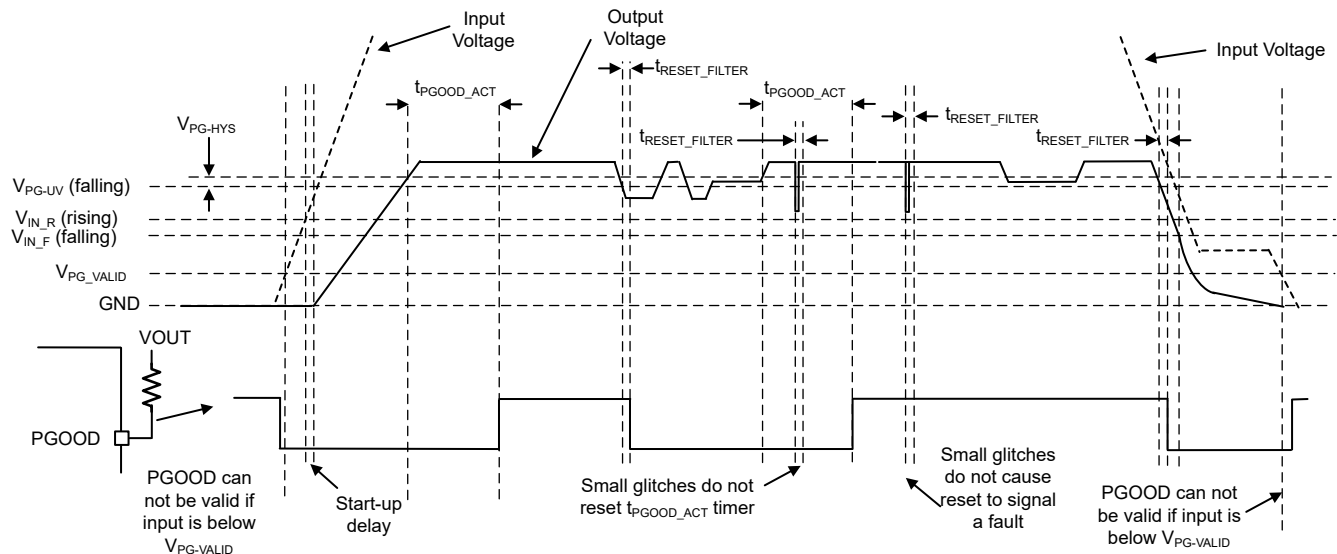 Input
Voltage
Output
Voltage
Input Voltage
tRESET_FILTER
tPGOOD_ACT
tPGOOD_ACT
tRESET_FILTER
tRESET_FILTER
tRESET_FILTER
VPG-HYS
VPG-UV (falling)
VIN_R (rising)
VIN_F (falling)
VPG_VALID
GND
VOUT
PGOOD
PGOOD can
not be valid if
input is below
VPG-VALID
Start-up
delay
Small glitches do not
reset tPGOOD_ACT timer
Small glitches
do not cause
reset to signal
a fault
PGOOD can not
be valid if input is
below VPG-VALID